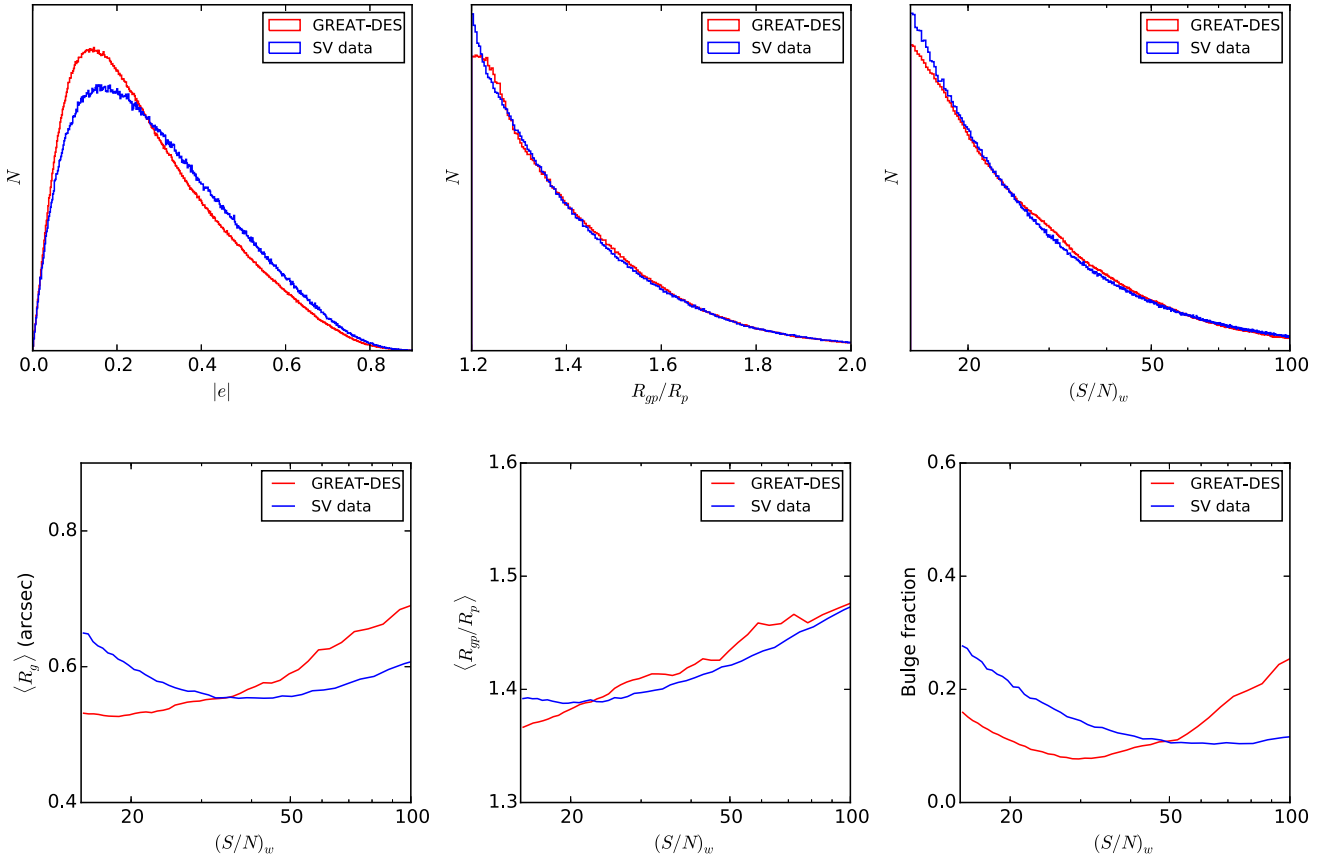 GREAT-DES
SV data
N
0.0 0.2 0.4 0.6 0.8
|e|
GREAT-DES
SV data
N
1.2 1.4 1.6 1.8 2.0
R_{gp}/R_p
GREAT-DES
SV data
N
20 50 100
(S/N)_w
GREAT-DES
SV data
⟨R_g⟩ (arcsec)
0.8
0.6
0.4
20 50 100
(S/N)_w
GREAT-DES
SV data
⟨R_{gp}/R_p⟩
1.6
1.5
1.4
1.3
20 50 100
(S/N)_w
GREAT-DES
SV data
Bulge fraction
0.6
0.4
0.2
0.0
20 50 100
(S/N)_w